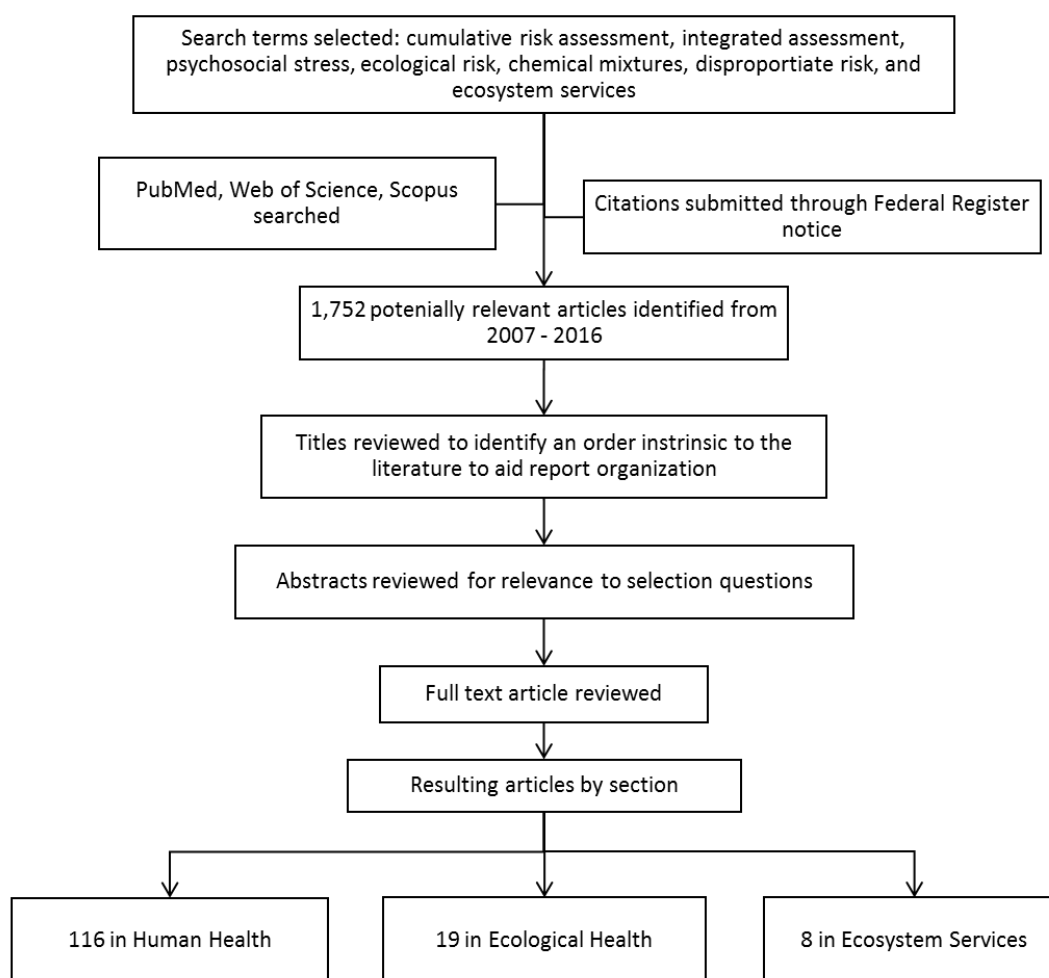 Search terms selected: cumulative risk assessment, integrated assessment,
psychosocial stress, ecological risk, chemical mixtures, disproportiate risk, and
ecosystem services
PubMed, Web of Science, Scopus
searched
Citations submitted through Federal Register
notice
1,752 potenially relevant articles identified from
2007 - 2016
Titles reviewed to identify an order instrinsic to the
literature to aid report organization
Abstracts reviewed for relevance to selection questions
Full text article reviewed
Resulting articles by section
116 in Human Health
19 in Ecological Health
8 in Ecosystem Services